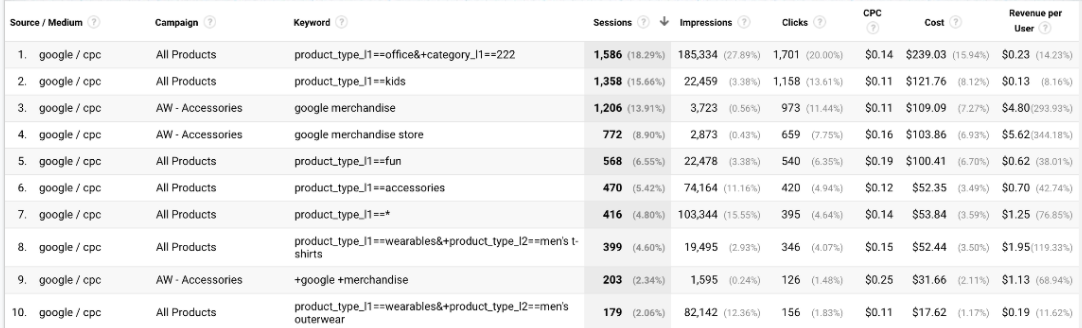 Source / Medium ? Campaign ? Keyword ? Sessions ? ↓ Impressions ? Clicks ? CPC ? Cost ? Revenue per User ?
1. google / cpc All Products product_type_l1==office&+category_l1==222 1,586 (18.29%) 185,334 (27.89%) 1,701 (20.00%) $0.14 $239.03 (15.94%) $0.23 (14.23%)
2. google / cpc All Products product_type_l1==kids 1,358 (15.66%) 22,459 (3.38%) 1,158 (13.61%) $0.11 $121.76 (8.12%) $0.13 (8.16%)
3. google / cpc AW - Accessories google merchandise 1,206 (13.91%) 3,723 (0.56%) 973 (11.44%) $0.11 $109.09 (7.27%) $4.80(293.93%)
4. google / cpc AW - Accessories google merchandise store 772 (8.90%) 2,873 (0.43%) 659 (7.75%) $0.16 $103.86 (6.93%) $5.62(344.18%)
5. google / cpc All Products product_type_l1==fun 568 (6.55%) 22,478 (3.38%) 540 (6.35%) $0.19 $100.41 (6.70%) $0.62 (38.01%)
6. google / cpc All Products product_type_l1==accessories 470 (5.42%) 74,164 (11.16%) 420 (4.94%) $0.12 $52.35 (3.49%) $0.70 (42.74%)
7. google / cpc All Products product_type_l1==* 416 (4.80%) 103,344 (15.55%) 395 (4.64%) $0.14 $53.84 (3.59%) $1.25 (76.85%)
8. google / cpc All Products product_type_l1==wearables&+product_type_l2==men's t-
shirts 399 (4.60%) 19,495 (2.93%) 346 (4.07%) $0.15 $52.44 (3.50%) $1.95(119.33%)
9. google / cpc AW - Accessories +google +merchandise 203 (2.34%) 1,595 (0.24%) 126 (1.48%) $0.25 $31.66 (2.11%) $1.13 (68.94%)
10. google / cpc All Products product_type_l1==wearables&+product_type_l2==men's
outerwear 179 (2.06%) 82,142 (12.36%) 156 (1.83%) $0.11 $17.62 (1.17%) $0.19 (11.62%)